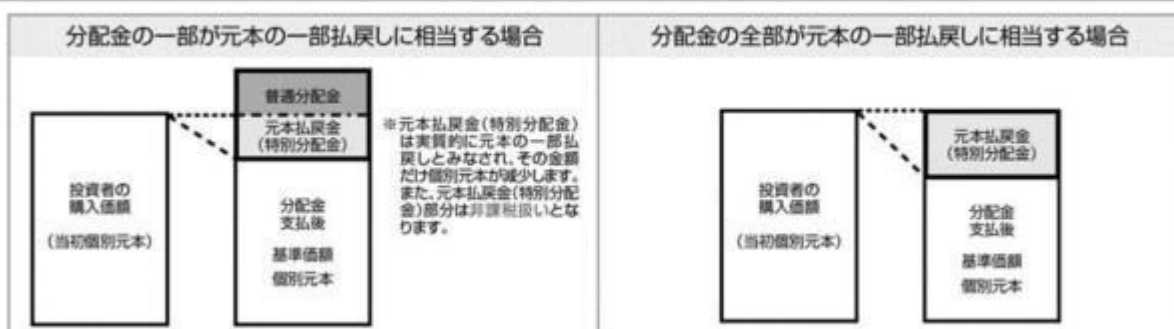 分配金の一部が元本の一部払戻しに相当する場合
普通分配金
元本払戻金
(特別分配金)
投資者の
購入価額
(当初個別元本)
分配金
支払後
基準価額
個別元本
※元本払戻金(特別分配金)
は実質的に元本の一部払
戻しとみなされ、その金額
だけ個別元本が減少します。
また、元本払戻金(特別分配
金)部分は非課税扱いとな
ります。
分配金の全部が元本の一部払戻しに相当する場合
元本払戻金
(特別分配金)
投資者の
購入価額
(当初個別元本)
分配金
支払後
基準価額
個別元本